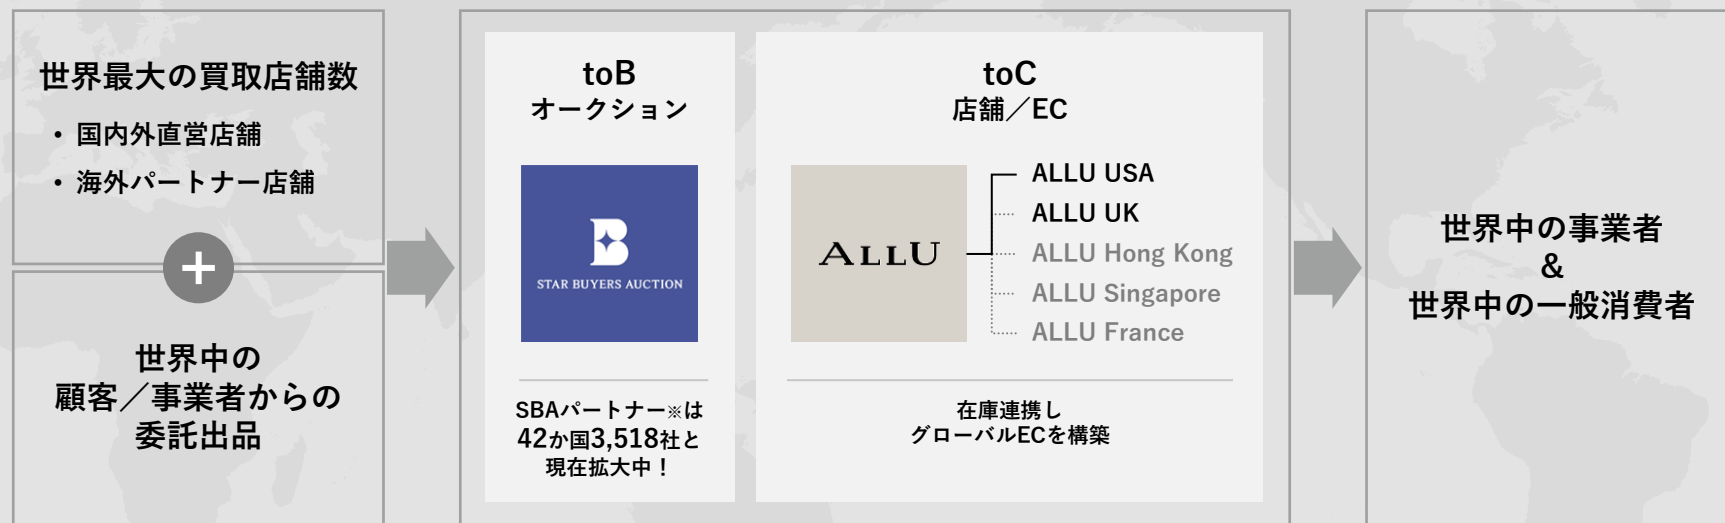 世界最大の買取店舗数
・ 国内外直営店舗
・ 海外パートナー店舗
+
世界中の
顧客／事業者からの
委託出品
toB
オークション
B
STAR BUYERS AUCTION
SBAパートナー※は
42か国3,518社と
現在拡大中！
toC
店舗／EC
ALLU
ALLU USA
ALLU UK
ALLU Hong Kong
ALLU Singapore
ALLU France
在庫連携し
グローバルECを構築
世界中の事業者
&
世界中の一般消費者